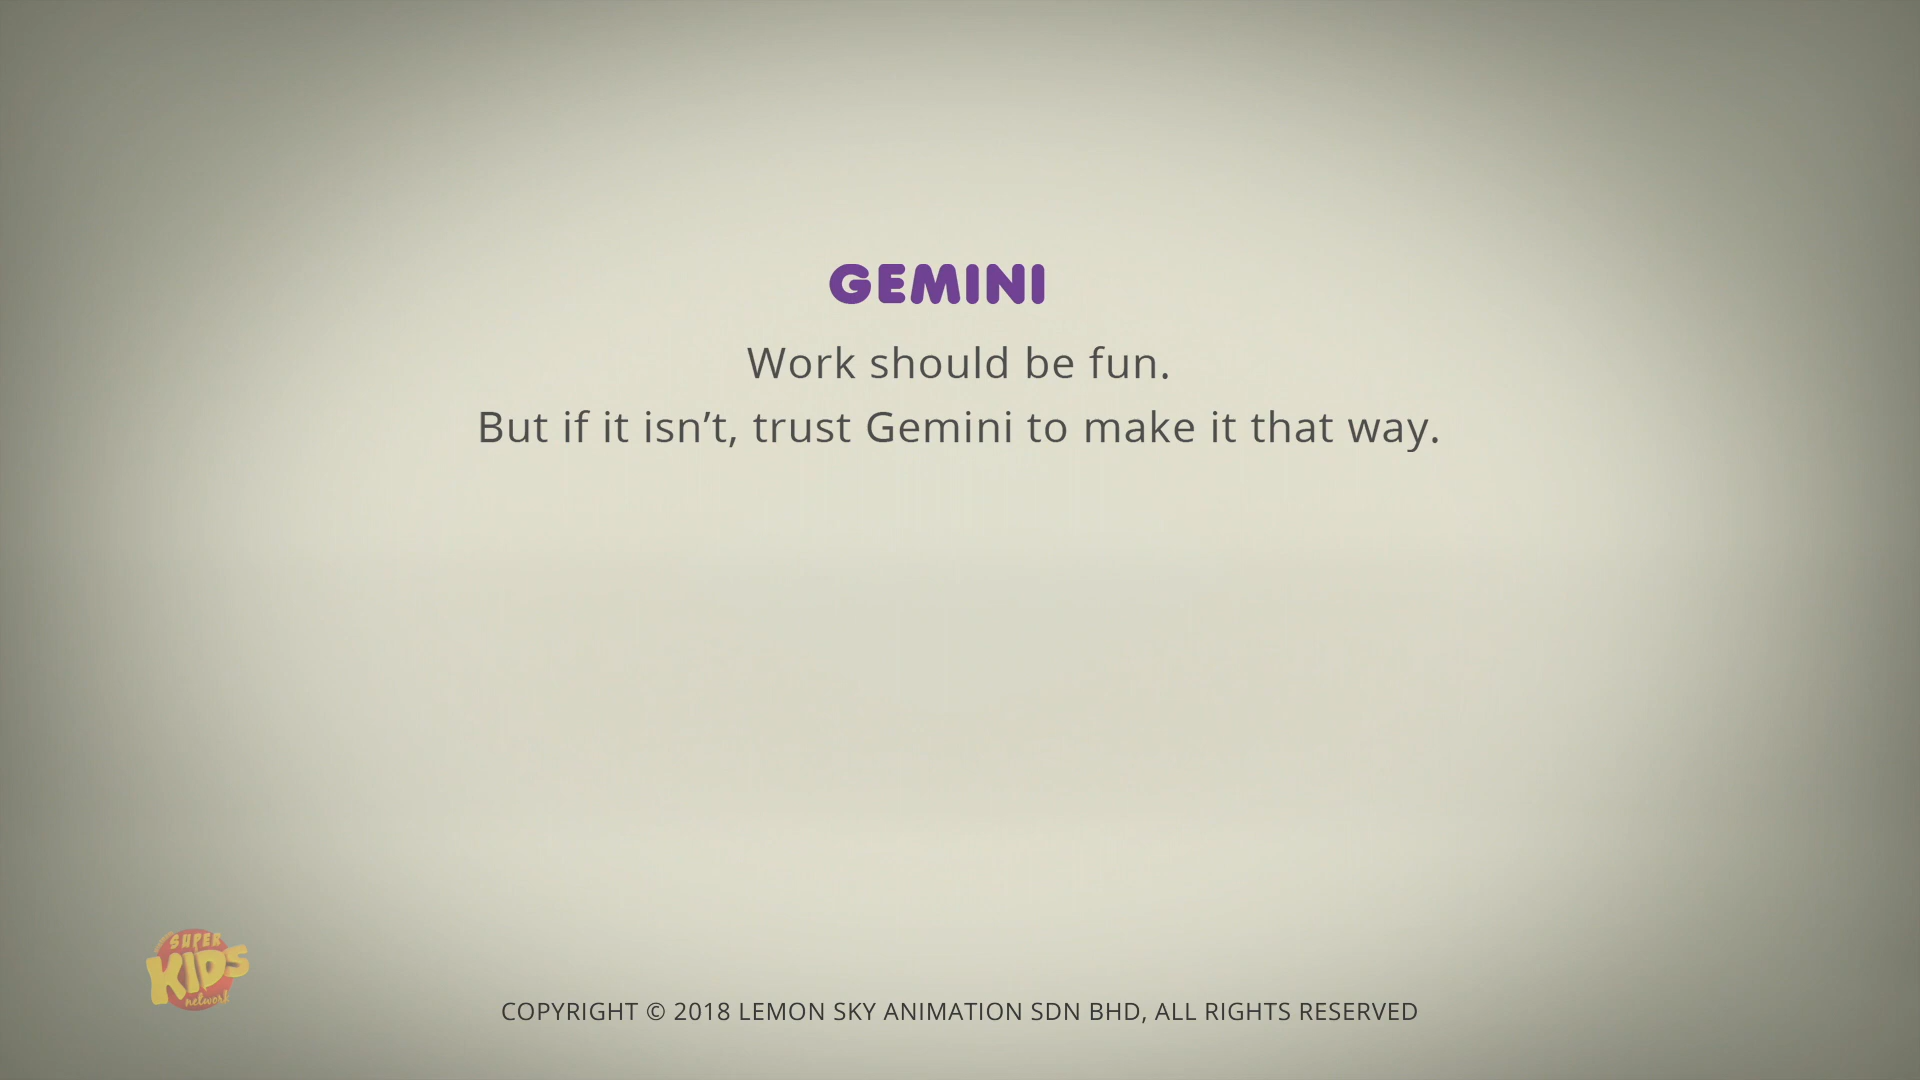 GEMINI
Work should be fun.
But if it isn’t, trust Gemini to make it that way.
SUPER
KIDS
network
COPYRIGHT © 2018 LEMON SKY ANIMATION SDN BHD, ALL RIGHTS RESERVED